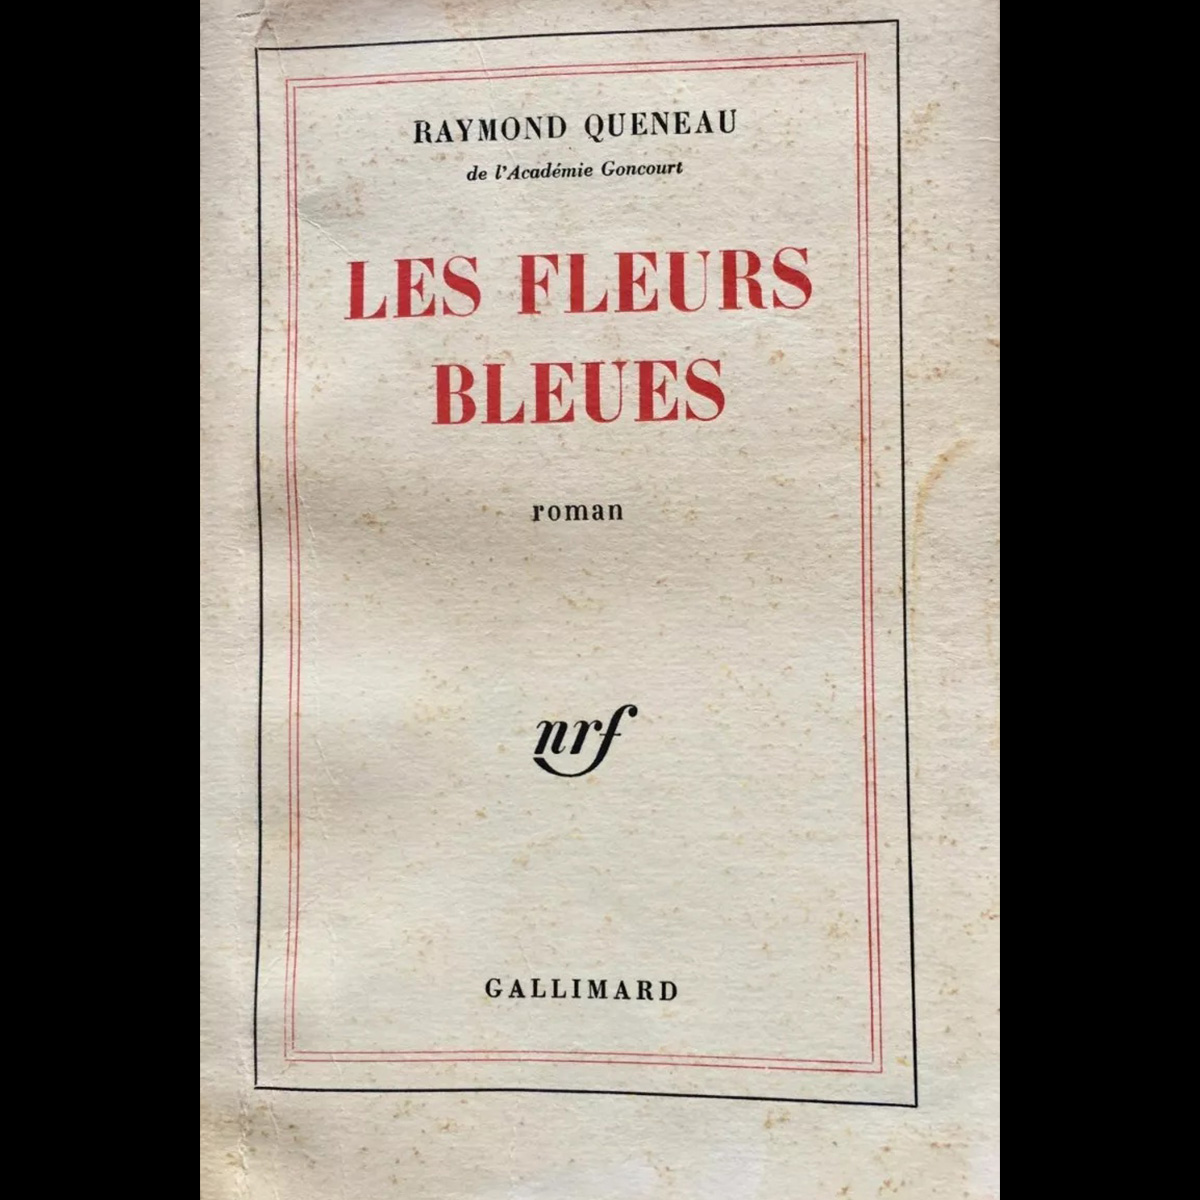 RAYMOND QUENEAU
de l'Académie Goncourt
LES FLEURS
BLEUES
roman
nrf
GALLIMARD